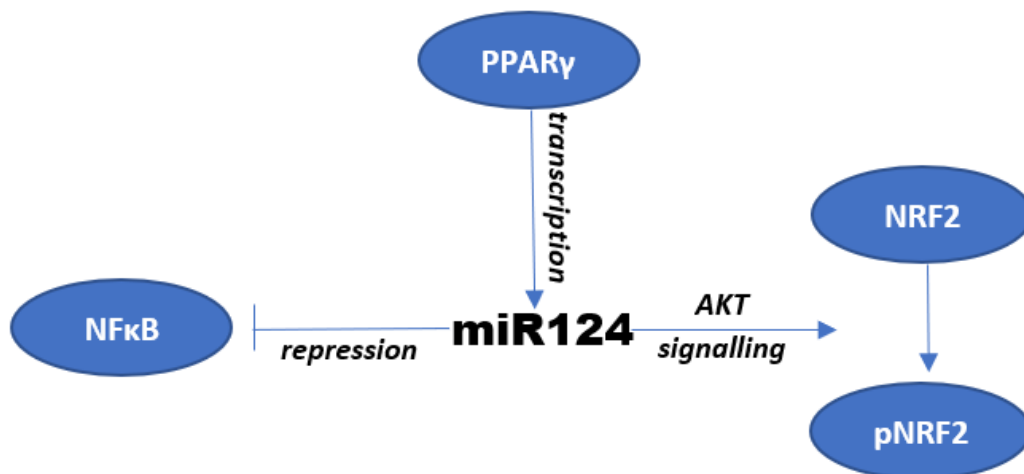 PPARγ
transcription
NRF2
NFκB
repression
miR124
AKT
signalling
pNRF2